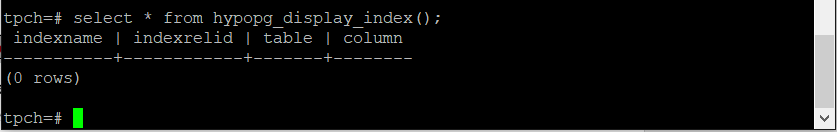 tpch=# select * from hypopg_display_index();
 indexname | indexrelid | table | column
-----------+------------+-------+--------
(0 rows)
tpch=#